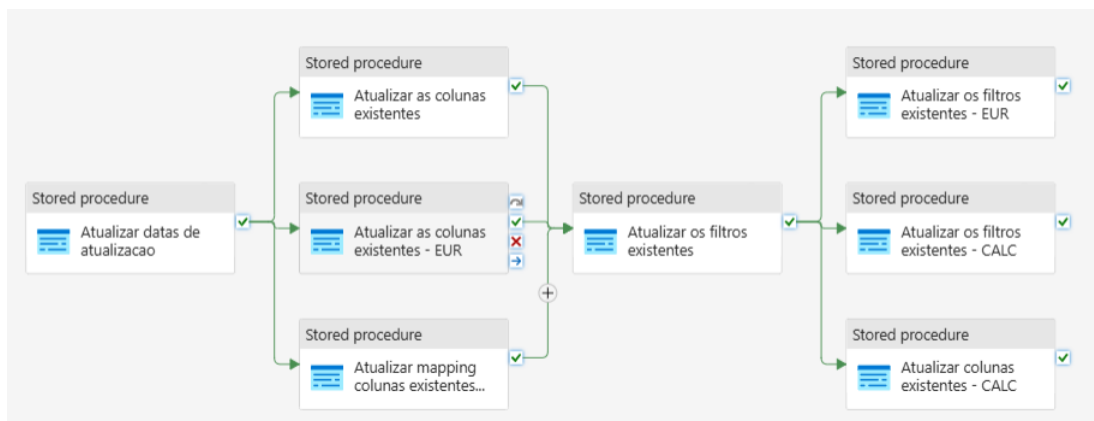 Stored procedure
Atualizar datas de
atualizacao
Stored procedure
Atualizar as colunas
existentes
Stored procedure
Atualizar as colunas
existentes - EUR
Stored procedure
Atualizar mapping
colunas existentes...
Stored procedure
Atualizar os filtros
existentes
Stored procedure
Atualizar os filtros
existentes - EUR
Stored procedure
Atualizar os filtros
existentes - CALC
Stored procedure
Atualizar colunas
existentes - CALC